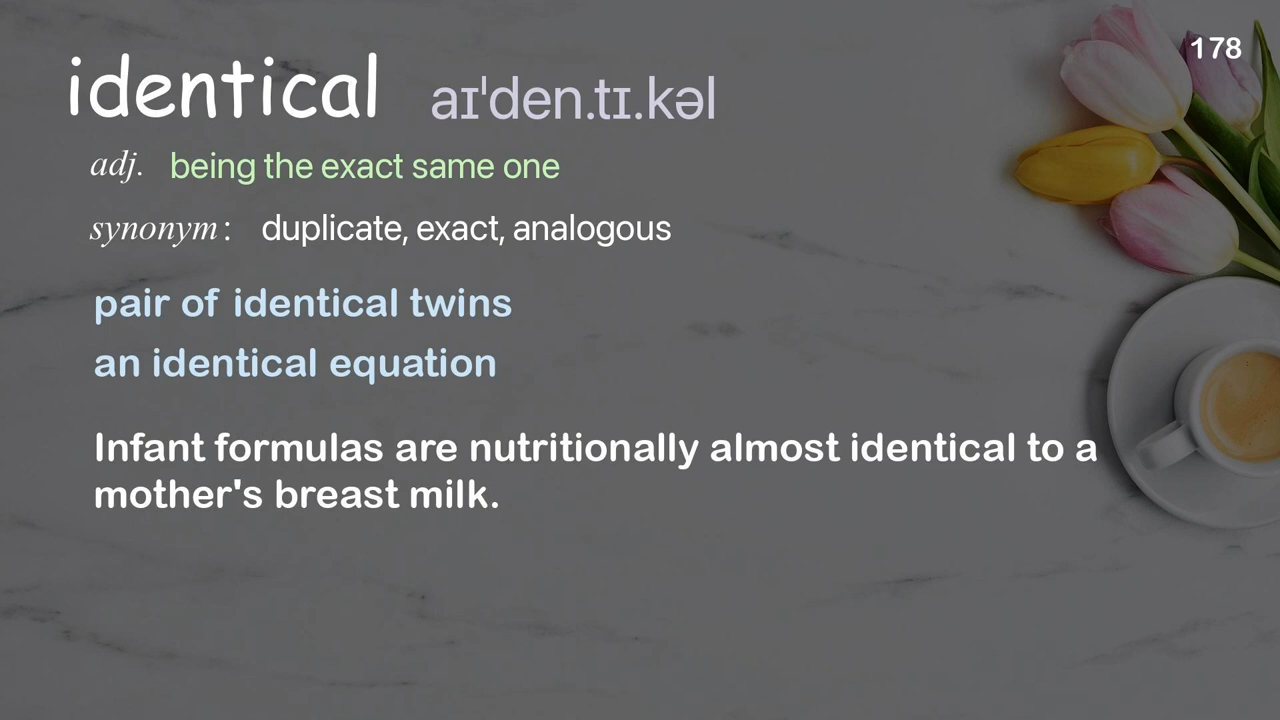 178
identical aɪˈden.tɪ.kəl
adj. being the exact same one
synonym: duplicate, exact, analogous
pair of identical twins
an identical equation
Infant formulas are nutritionally almost identical to a
mother's breast milk.